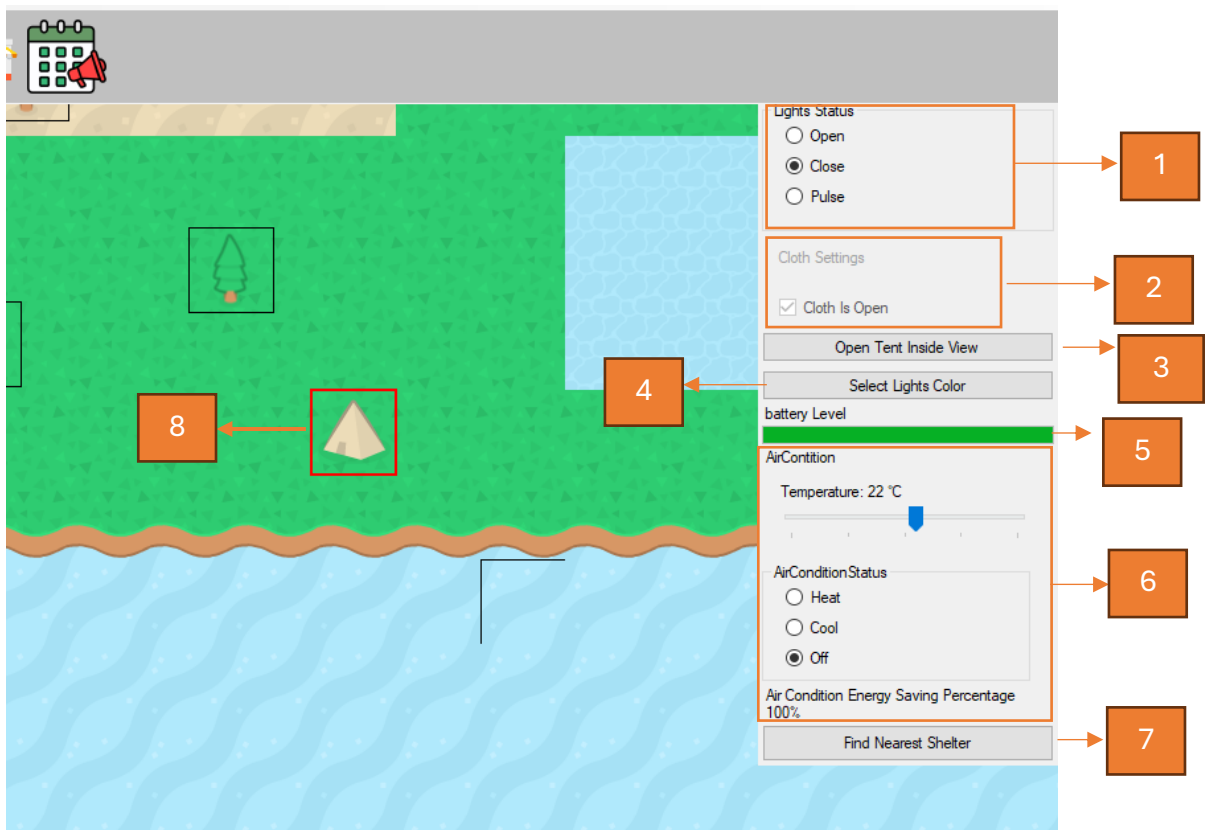 Lights Status
Open
Close
Pulse
1
Cloth Settings
Cloth Is Open
2
Open Tent Inside View
3
Select Lights Color
4
battery Level
5
AirContition
Temperature: 22 °C
AirConditionStatus
Heat
Cool
Off
Air Condition Energy Saving Percentage
100%
6
Find Nearest Shelter
7
8